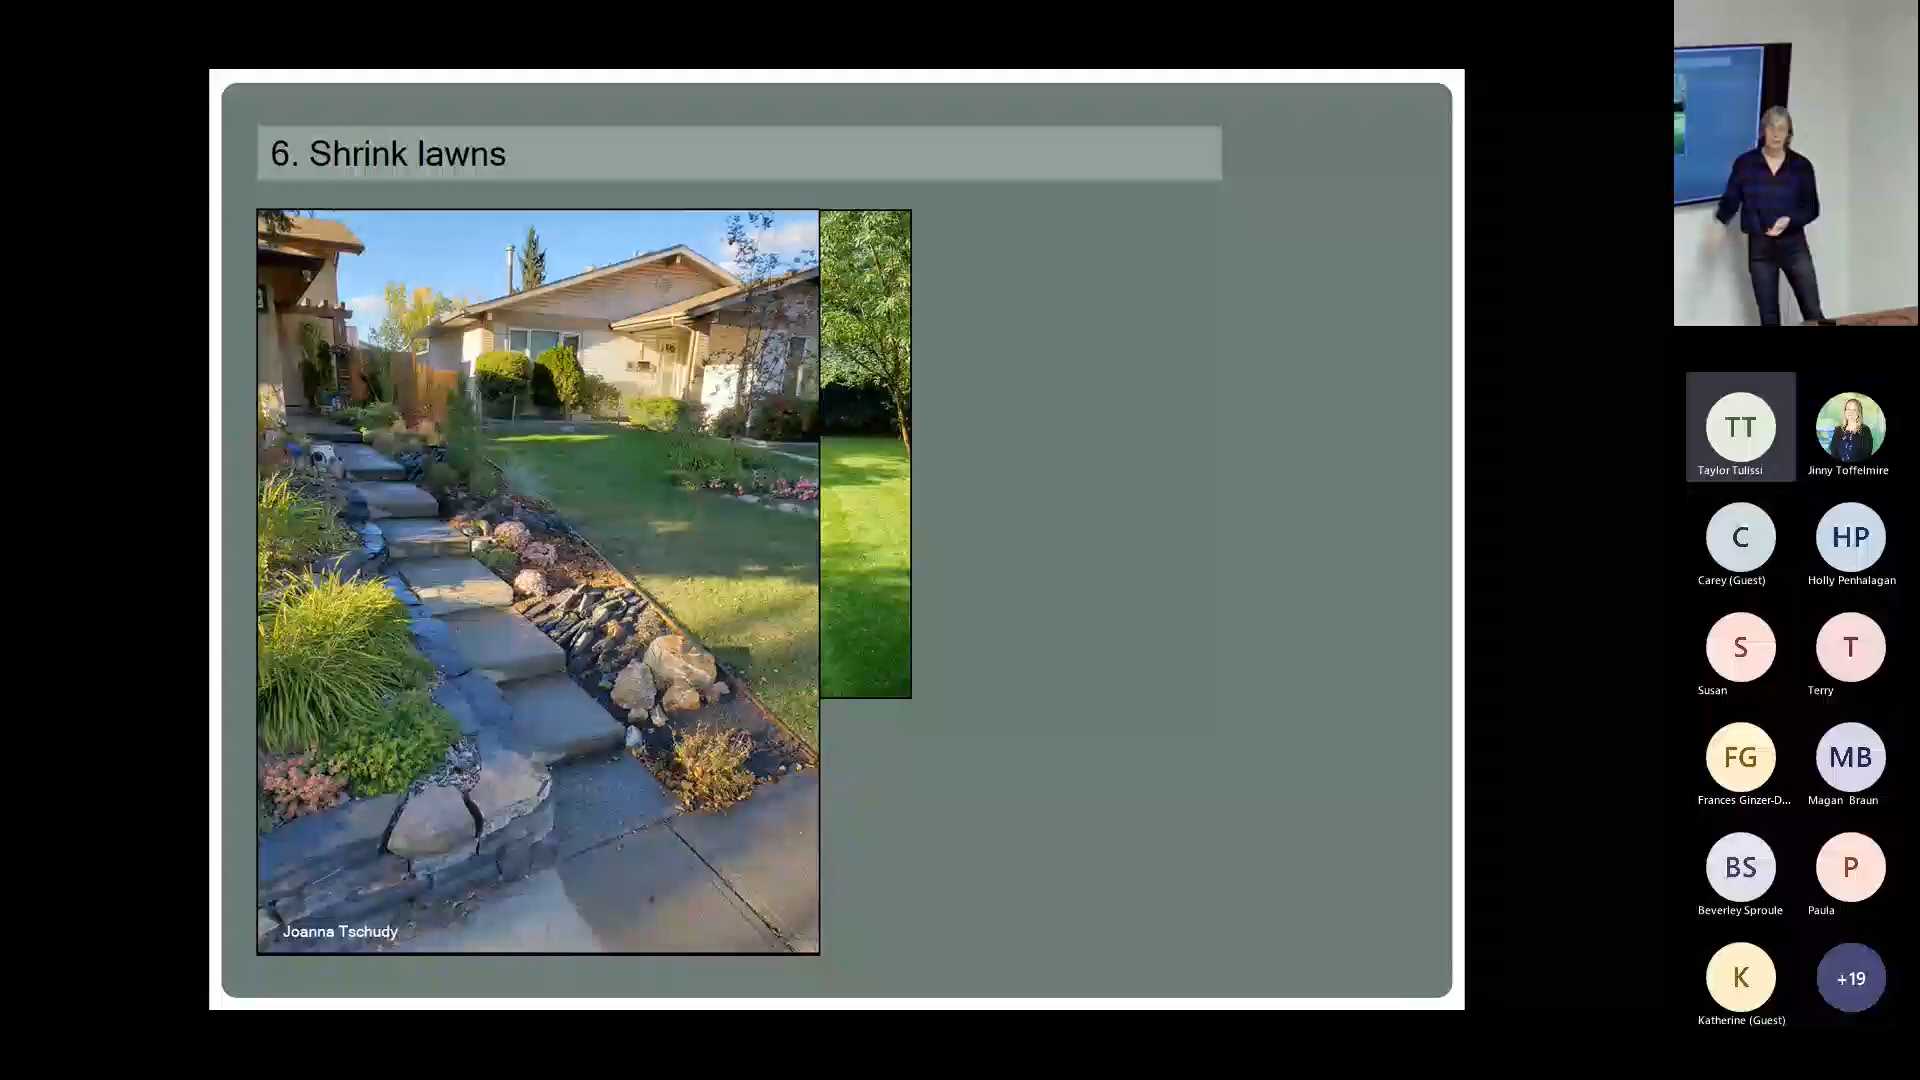 6. Shrink lawns
Joanna Tschudy
TT
Taylor Tulissi
Jinny Toffelmire
C
Carey (Guest)
HP
Holly Penhalagan
S
Susan
T
Terry
FG
Frances Ginzer-D...
MB
Magan Braun
BS
Beverley Sproule
P
Paula
K
Katherine (Guest)
+19